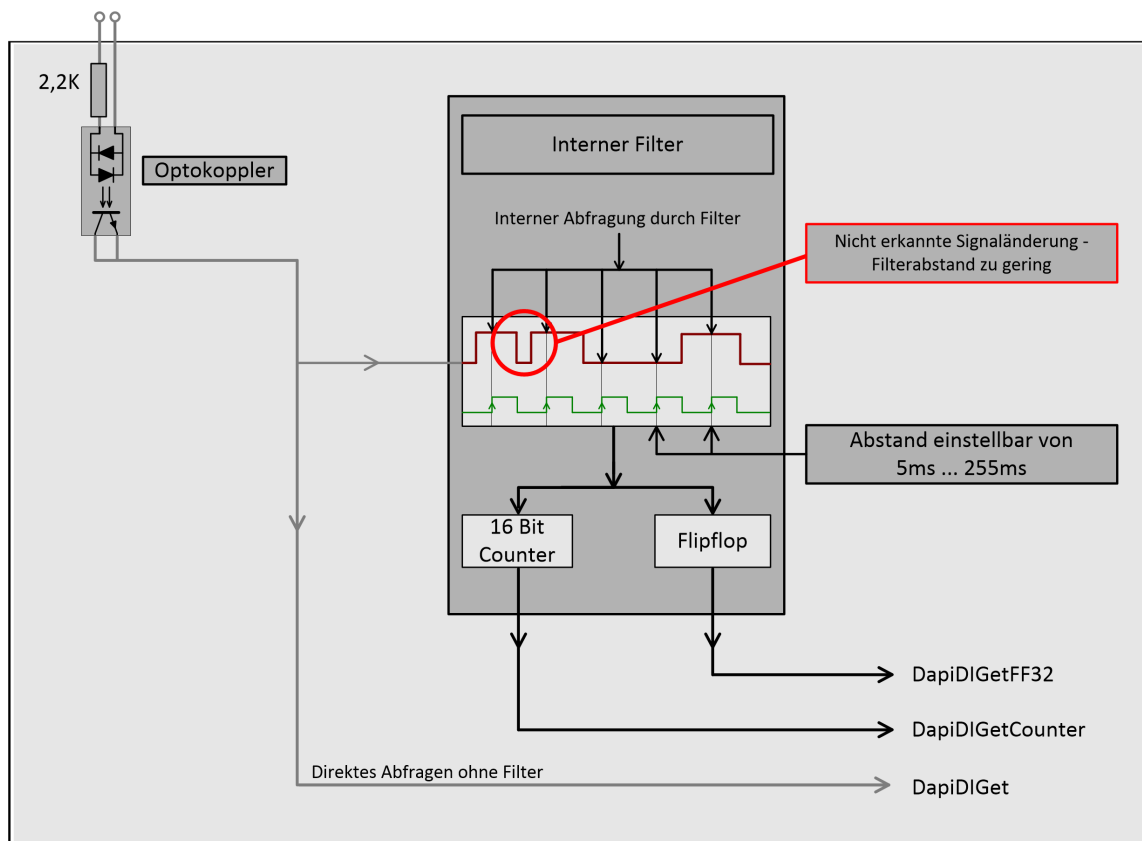 2,2K
Optokoppler
Interner Filter
Interner Abfragung durch Filter
Nicht erkannte Signaländerung -
Filterabstand zu gering
Abstand einstellbar von
5ms ... 255ms
16 Bit
Counter
Flipflop
DapiDIGetFF32
DapiDIGetCounter
Direktes Abfragen ohne Filter
DapiDIGet